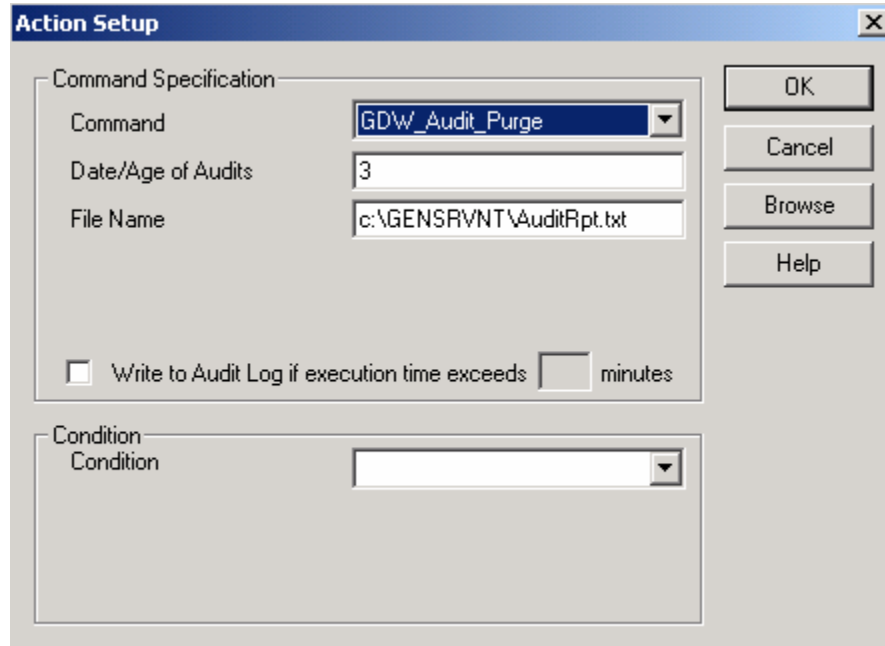 Action Setup
Command Specification
Command
GDW_Audit_Purge
Date/Age of Audits
3
File Name
c:\GENSRVNT\AuditRpt.txt
Write to Audit Log if execution time exceeds minutes
Condition
Condition
OK
Cancel
Browse
Help